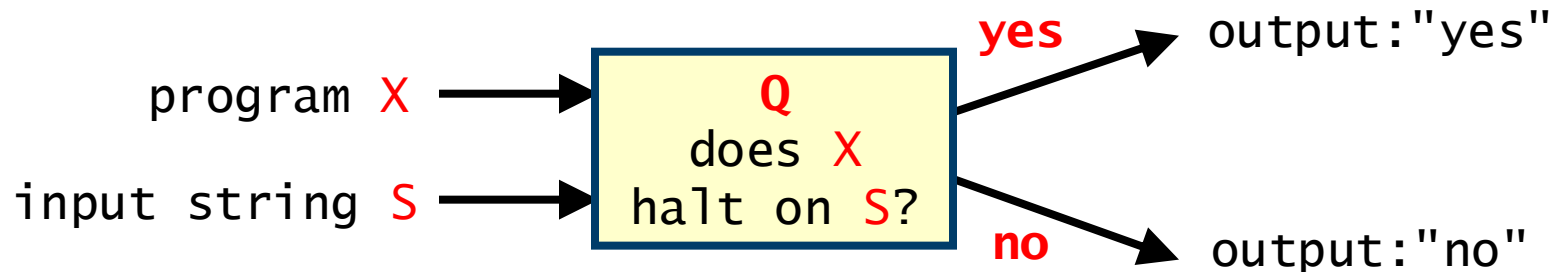 program X
input string S
Q
does X
halt on S?
yes
output:"yes"
no
output:"no"